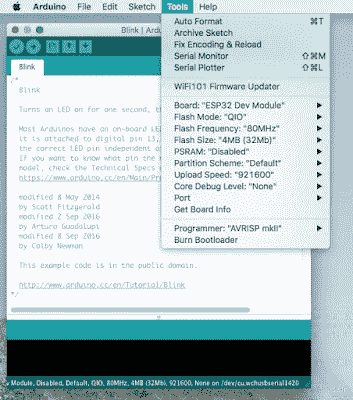 Arduino File Edit Sketch Tools Help
Auto Format ⌘T
Archive Sketch
Fix Encoding & Reload
Serial Monitor ⇧⌘M
Serial Plotter ⇧⌘L
WiFi101 Firmware Updater
Board: "ESP32 Dev Module"
Flash Mode: "QIO"
Flash Frequency: "80MHz"
Flash Size: "4MB (32Mb)"
PSRAM: "Disabled"
Partition Scheme: "Default"
Upload Speed: "921600"
Core Debug Level: "None"
Port
Get Board Info
Programmer: "AVRISP mkII"
Burn Bootloader
Blink | Ardu
Blink
/*
Blink
Turns an LED on for one second, th
Most Arduinos have an on-board LED
it is attached to digital pin 13,
the correct LED pin independent o
If you want to know what pin the
model, check the Technical Specs
https://www.arduino.cc/en/Main/Pr
modified 8 May 2014
by Scott Fitzgerald
modified 2 Sep 2016
by Arturo Guadalupi
modified 8 Sep 2016
by Colby Newman
This example code is in the public domain.
http://www.arduino.cc/en/Tutorial/Blink
*/
Module, Disabled, Default, QIO, 80MHz, 4MB (32Mb), 921600, None on /dev/cu.wchusbserial1420